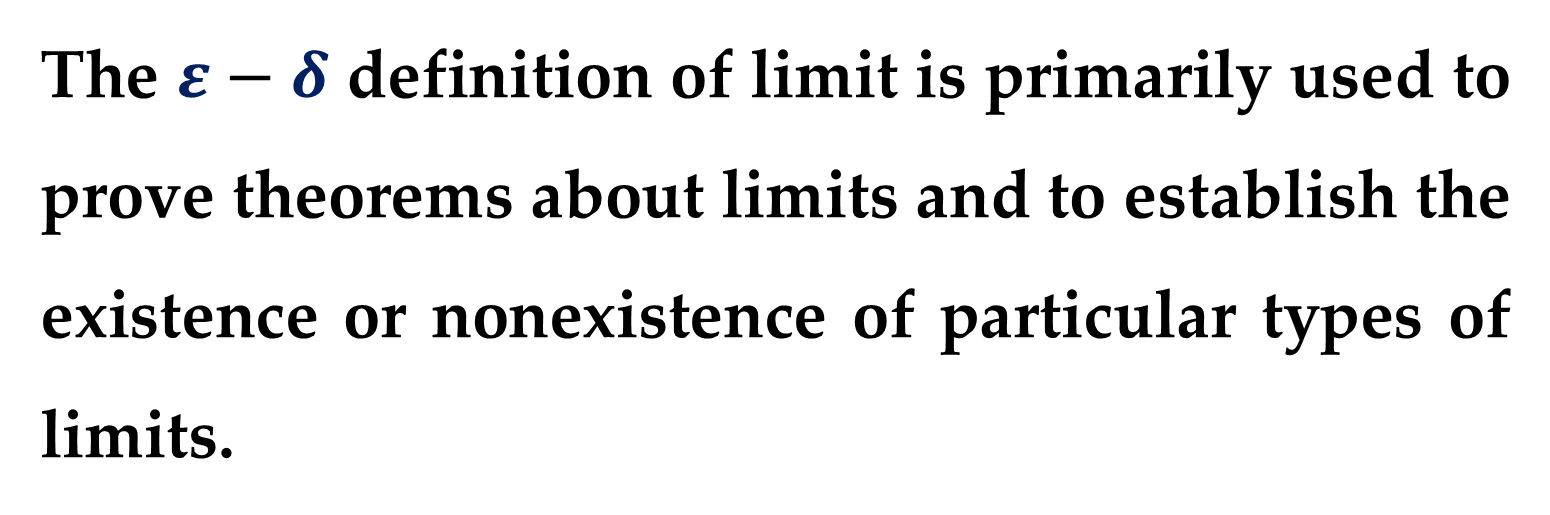 The ε − δ definition of limit is primarily used to
prove theorems about limits and to establish the
existence or nonexistence of particular types of
limits.